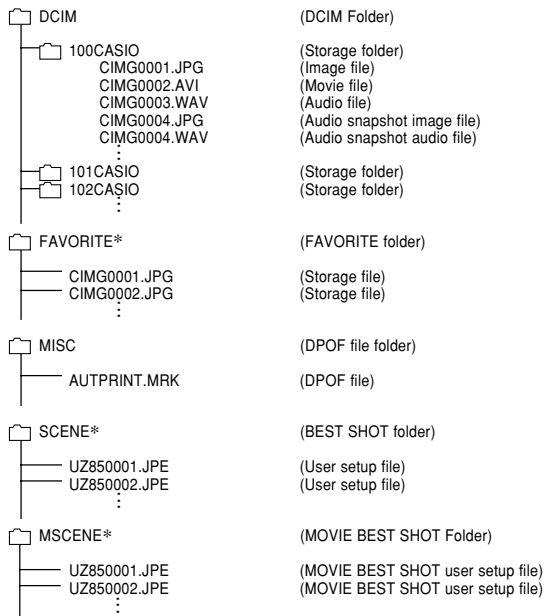 DCIM (DCIM Folder)
100CASIO (Storage folder)
CIMG0001.JPG (Image file)
CIMG0002.AVI (Movie file)
CIMG0003.WAV (Audio file)
CIMG0004.JPG (Audio snapshot image file)
CIMG0004.WAV (Audio snapshot audio file)
101CASIO (Storage folder)
102CASIO (Storage folder)
FAVORITE* (FAVORITE folder)
CIMG0001.JPG (Storage file)
CIMG0002.JPG (Storage file)
MISC (DPOF file folder)
AUTPRINT.MRK (DPOF file)
SCENE* (BEST SHOT folder)
UZ850001.JPE (User setup file)
UZ850002.JPE (User setup file)
MSCENE* (MOVIE BEST SHOT Folder)
UZ850001.JPE (MOVIE BEST SHOT user setup file)
UZ850002.JPE (MOVIE BEST SHOT user setup file)